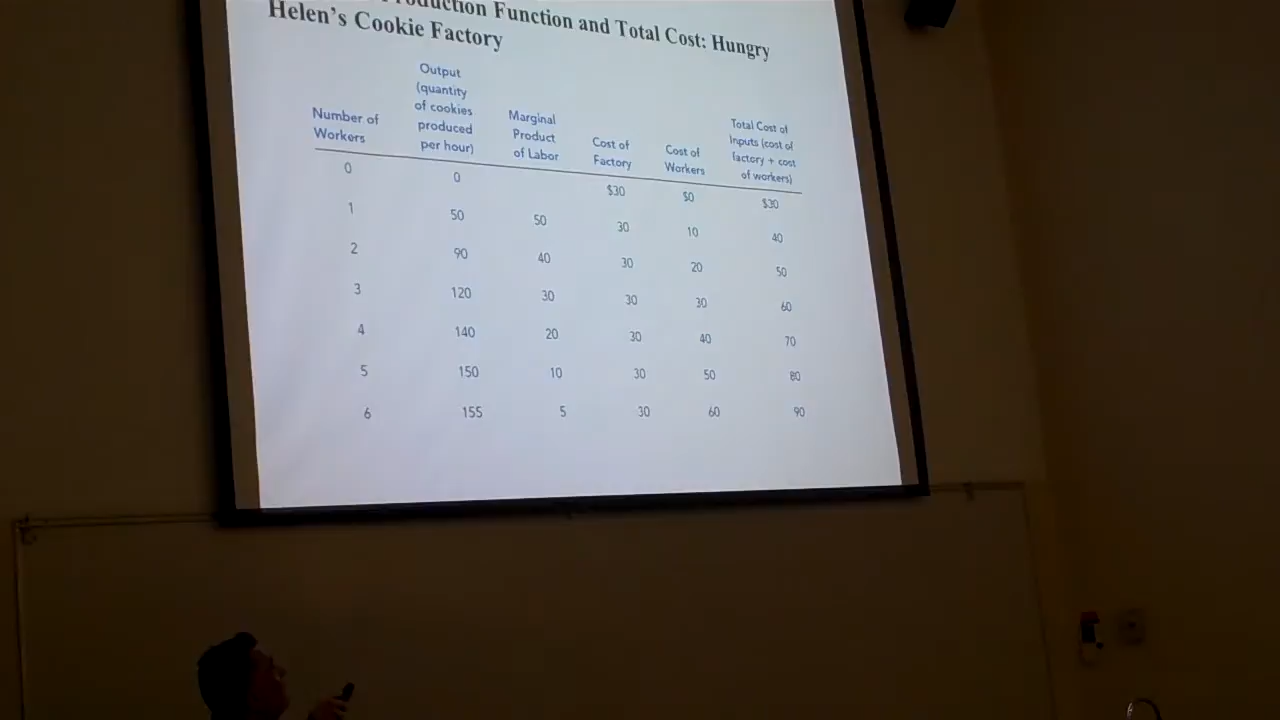 Production Function and Total Cost: Hungry
Helen's Cookie Factory
Number of Workers Output (quantity of cookies produced per hour) Marginal Product of Labor Cost of Factory Cost of Workers Total Cost of Inputs (cost of factory + cost of workers)
0 0 $30 $0 $30
1 50 50 30 10 40
2 90 40 30 20 50
3 120 30 30 30 60
4 140 20 30 40 70
5 150 10 30 50 80
6 155 5 30 60 90